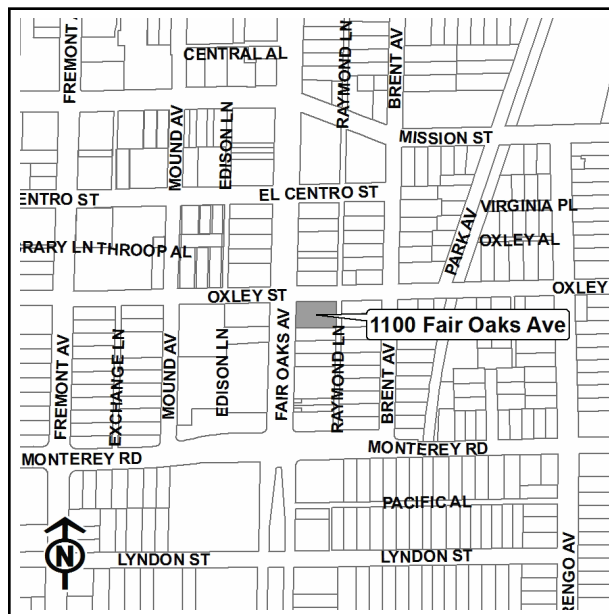 FREMONT AV
CENTRAL AL
RAYMOND LN
BRENT AV
MOUND AV
EDISON LN
MISSION ST
ENTRO ST
EL CENTRO ST
VIRGINIA PL
RARY LN
THROOP AL
PARK AV
OXLEY AL
OXLEY ST
OXLEY
1100 Fair Oaks Ave
FREMONT AV
EXCHANGE LN
MOUND AV
EDISON LN
FAIR OAKS AV
RAYMOND LN
BRENT AV
MONTEREY RD
MONTEREY RD
PACIFIC AL
N
LYNDON ST
LYNDON ST
RENGO AV